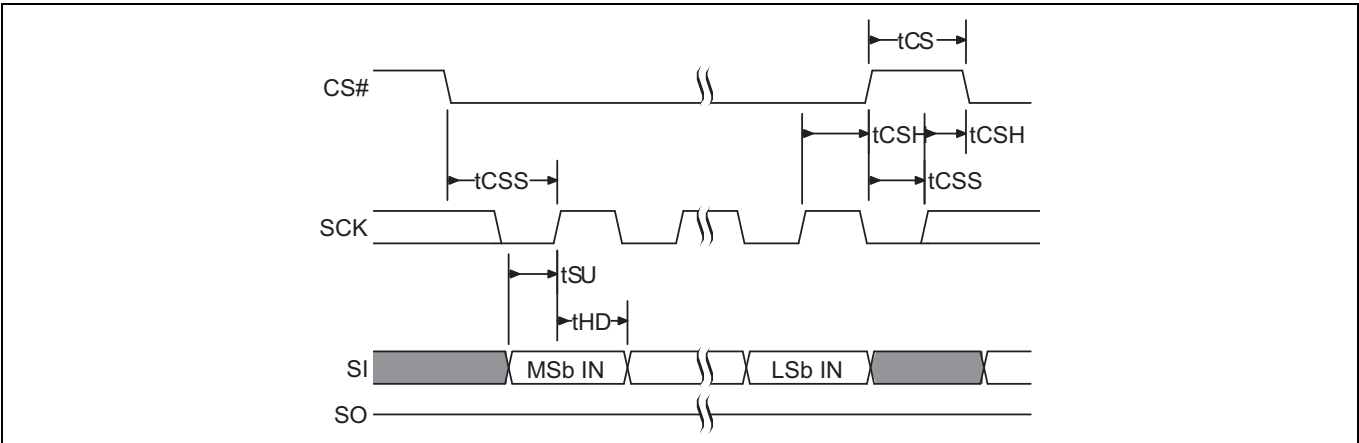 tCS
CS#
tCSH tCSH
tCSS tCSS
SCK
tSU
tHD
SI MSb IN LSb IN
SO